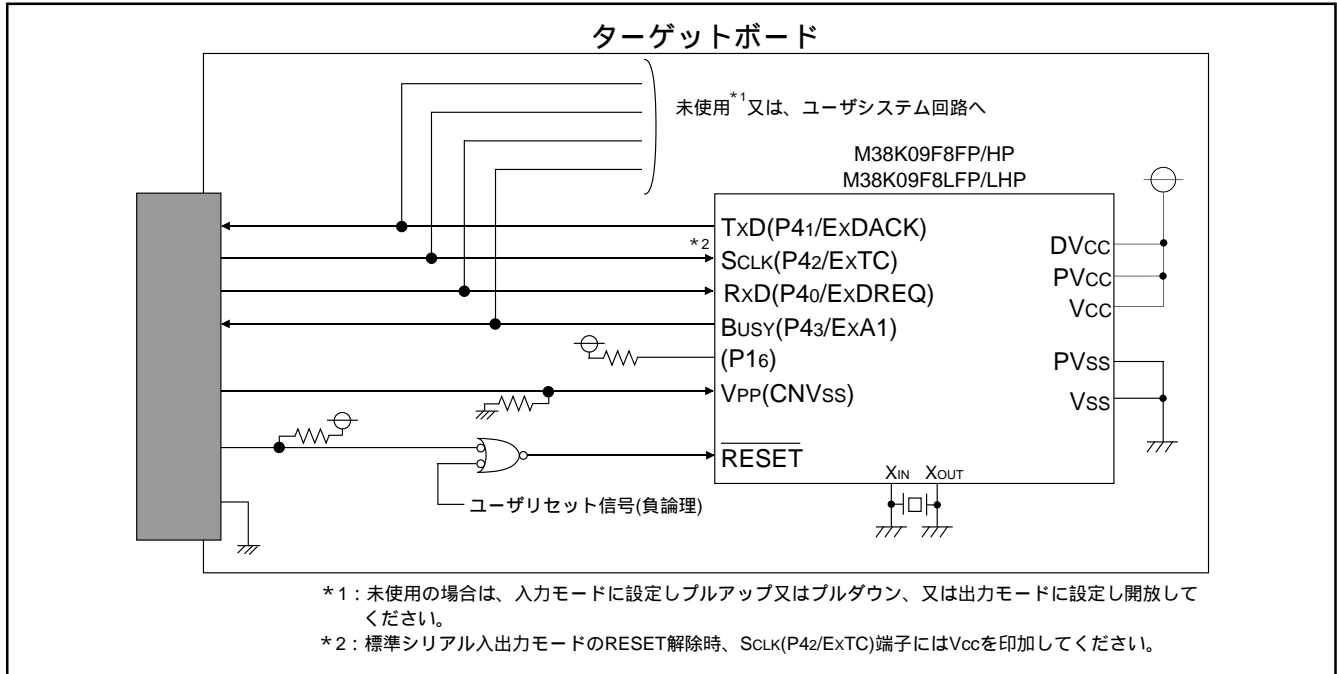 ターゲットボード
未使用*1又は、ユーザシステム回路へ
M38K09F8FP/HP
M38K09F8LFP/LHP
TxD(P41/ExDACK)
*2
SCLK(P42/ExTC)
RxD(P40/ExDREQ)
BUSY(P43/ExA1)
(P16)
VPP(CNVss)
RESET
DVcc
PVcc
Vcc
PVss
Vss
XIN XOUT
ユーザリセット信号(負論理)
*1:未使用の場合は、入力モードに設定しプルアップ又はプルダウン、又は出力モードに設定し開放して
ください。
*2:標準シリアル入出力モードのRESET解除時、SCLK(P42/ExTC)端子にはVccを印加してください。